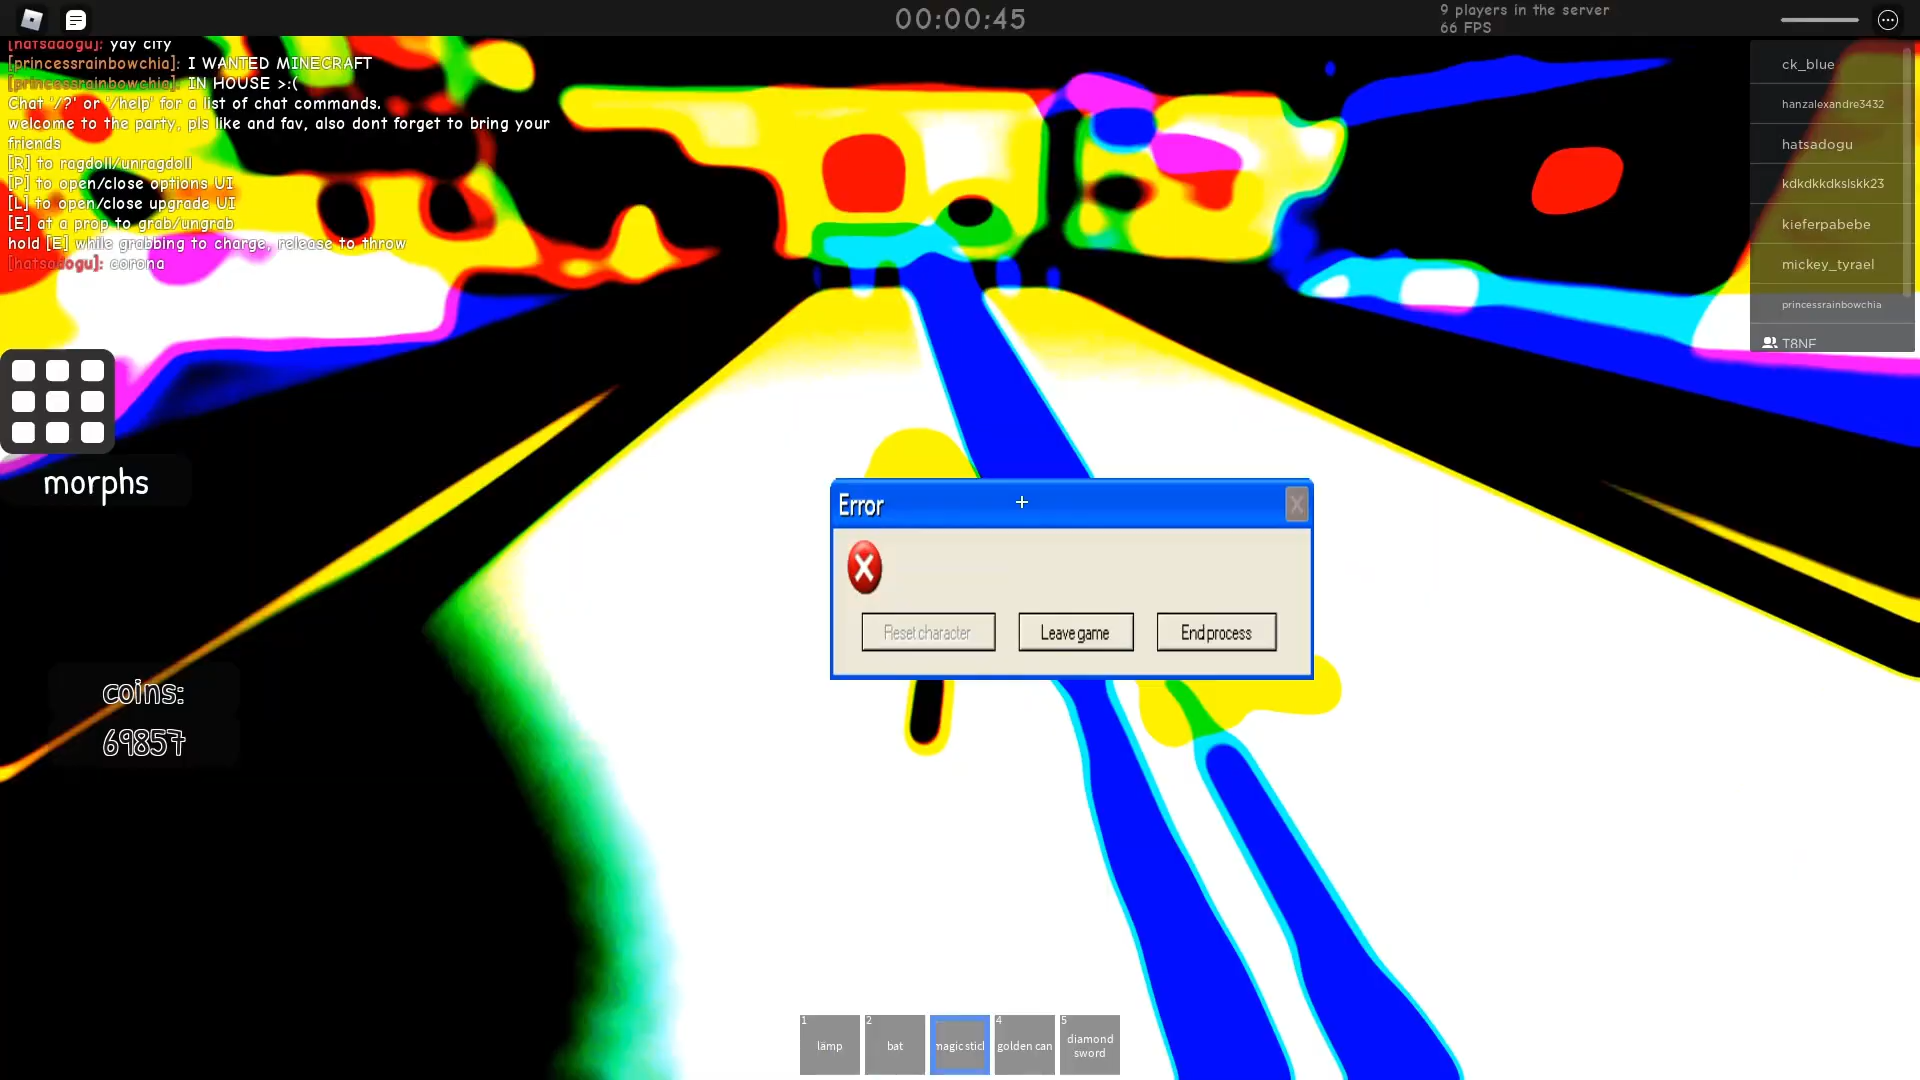 00:00:45
9 players in the server
66 FPS
[hatsadogu]: yay city
[princessrainbowchia]: I WANTED MINECRAFT
[princessrainbowchia]: IN HOUSE >:(
Chat '/?' or '/help' for a list of chat commands.
welcome to the party, pls like and fav, also dont forget to bring your
friends
[R] to ragdoll/unragdoll
[P] to open/close options UI
[L] to open/close upgrade UI
[E] at a prop to grab/ungrab
hold [E] while grabbing to charge, release to throw
[hatsadogu]: corona
ck_blue
hanzalexandre3432
hatsadogu
kdkdkkdkslskk23
kieferpabebe
mickey_tyrael
princessrainbowchia
T8NF
morphs
coins:
69857
Error
Reset character
Leave game
End process
1
lamp
2
bat
magic stick
4
golden can
5
diamond
sword